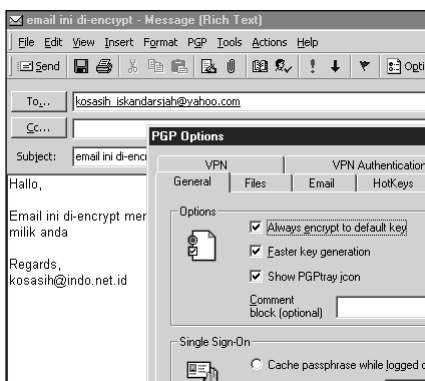 email ini di-encrypt - Message (Rich Text)
File Edit View Insert Format PGP Tools Actions Help
Send
To...
kosasih_iskandarsjah@yahoo.com
Cc...
Subject:
email ini di-enc
Hallo,
Email ini di-encrypt mer
milik anda
Regards,
kosasih@indo.net.id
PGP Options
VPN
VPN Authentication
General Files Email HotKeys
Options
Always encrypt to default key
Faster key generation
Show PGPtray icon
Comment
block (optional)
Single Sign-On
Cache passphrase while logged